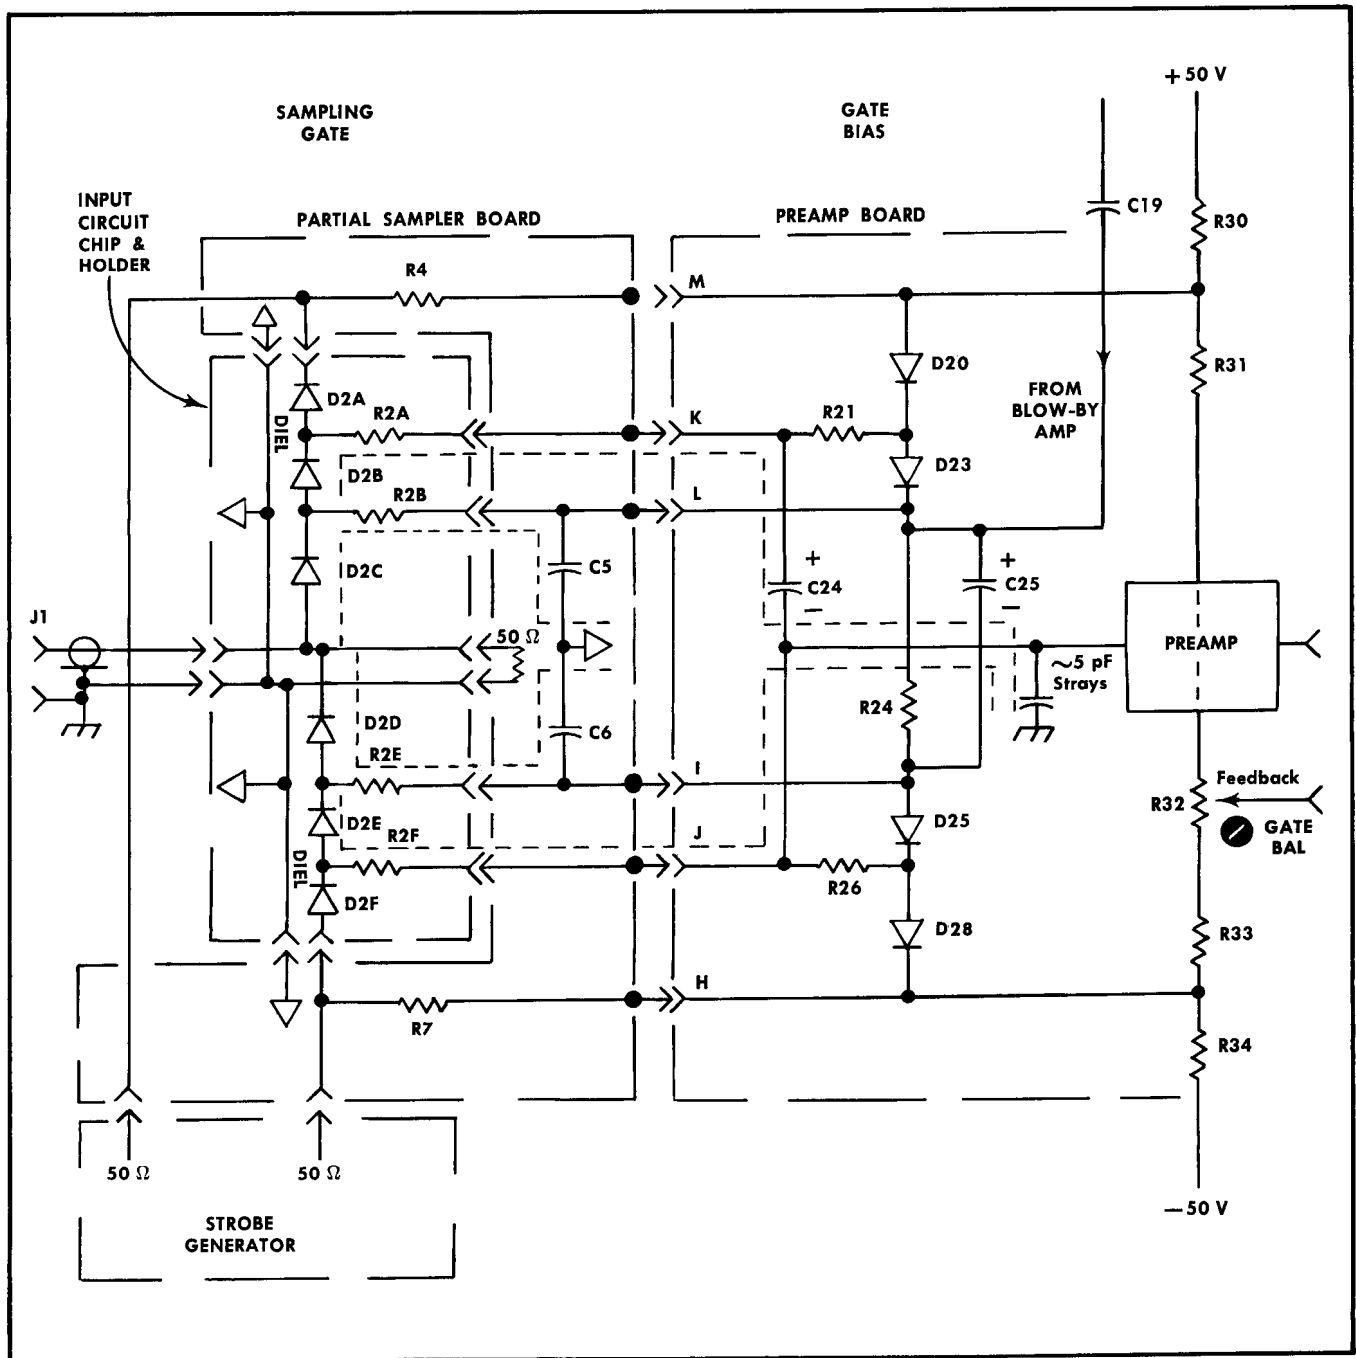 +50 V
SAMPLING
GATE
GATE
BIAS
INPUT
CIRCUIT
CHIP &
HOLDER
PARTIAL SAMPLER BOARD
PREAMP BOARD
C19
R30
R4
M
D20
R31
D2A
DIEL
R2A
K
R21
FROM
BLOW-BY
AMP
D2B
D23
R2B
L
D2C
C5
+
C24
−
+
C25
−
J1
50 Ω
PREAMP
~5 pF
Strays
D2D
C6
R24
R2E
I
Feedback
R32
GATE
BAL
D2E
R2F
J
D25
DIEL
D2F
R26
D28
R33
H
R7
R34
50 Ω
50 Ω
−50 V
STROBE
GENERATOR